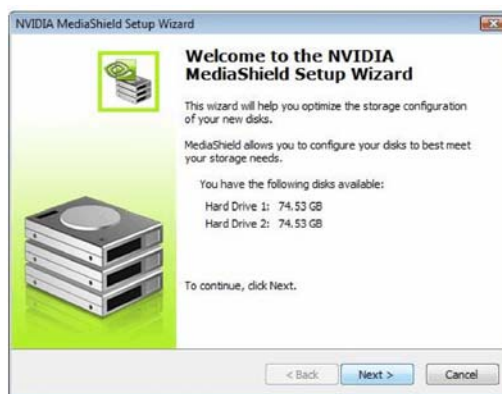 NVIDIA MediaShield Setup Wizard
Welcome to the NVIDIA
MediaShield Setup Wizard
This wizard will help you optimize the storage configuration
of your new disks.
MediaShield allows you to configure your disks to best meet
your storage needs.
You have the following disks available:
Hard Drive 1: 74.53 GB
Hard Drive 2: 74.53 GB
To continue, click Next.
< Back Next > Cancel